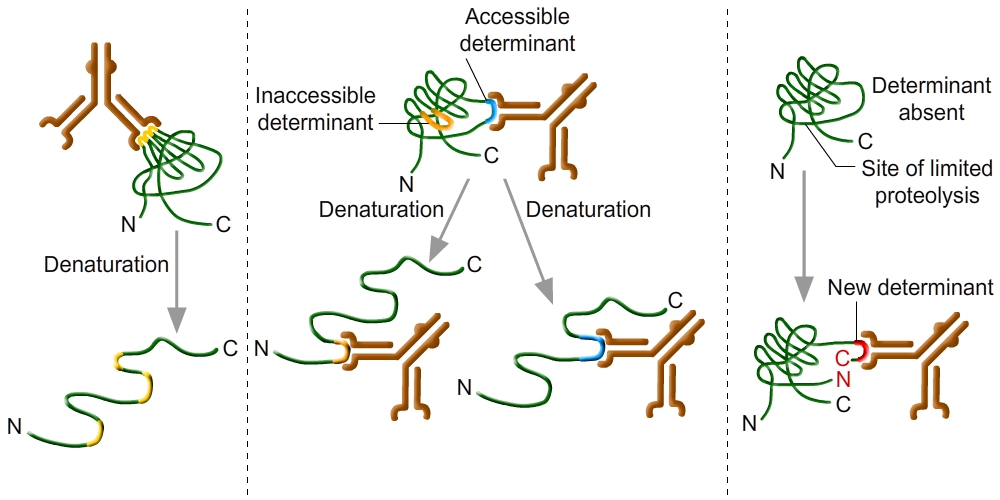 N
C
Denaturation
C
N
Accessible
determinant
Inaccessible
determinant
C
N
Denaturation
Denaturation
C
N
C
N
Determinant
absent
C
N
Site of limited
proteolysis
New determinant
C
N
C
N